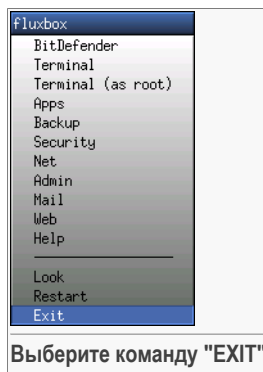 fluxbox
BitDefender
Terminal
Terminal (as root)
Apps
Backup
Security
Net
Admin
Mail
Web
Help
Look
Restart
Exit
Выберите команду "EXIT"